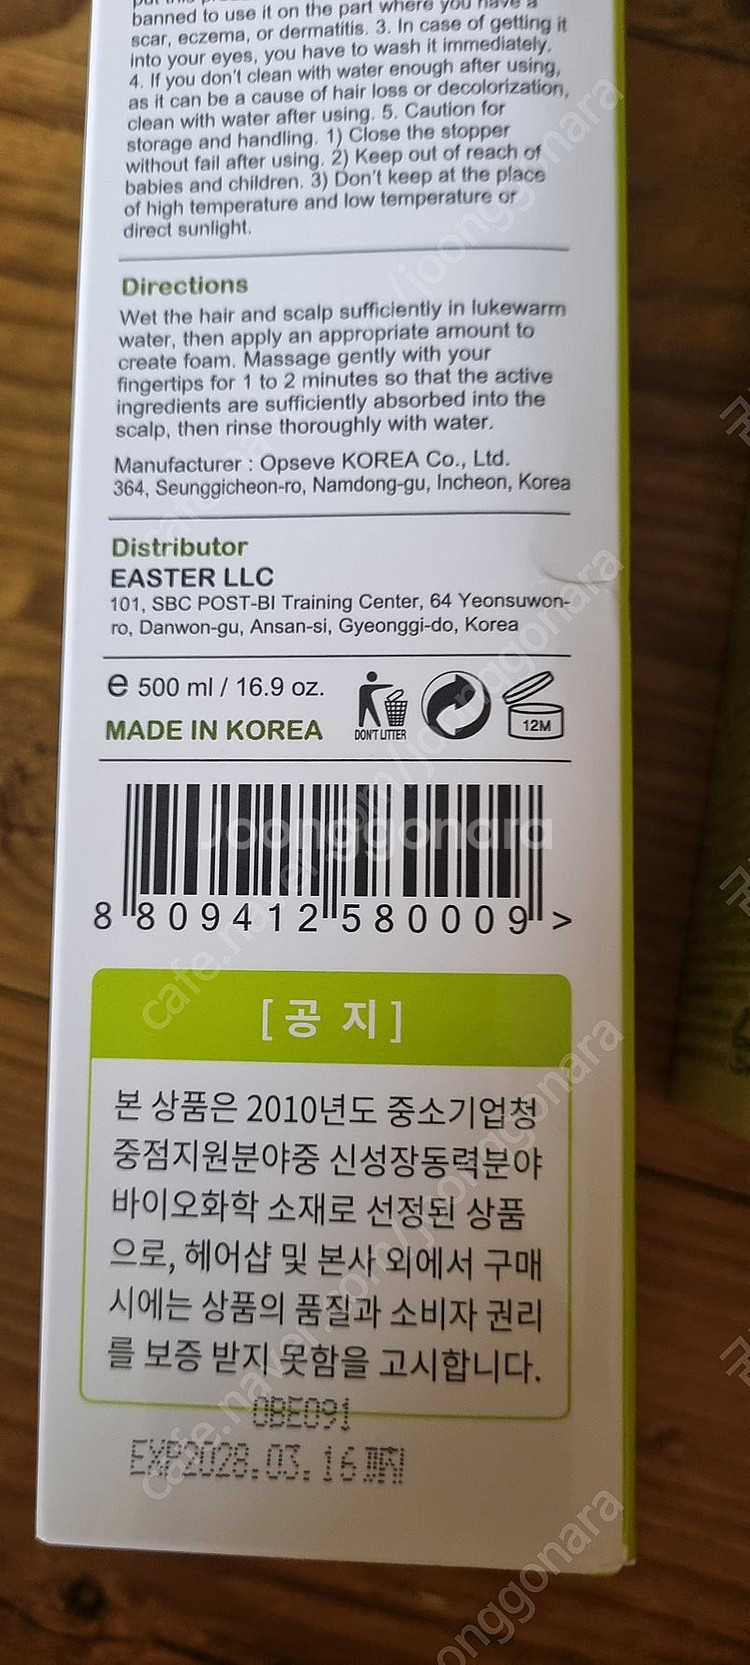 banned to use it on the part where you have a
scar, eczema, or dermatitis. 3. In case of getting it
into your eyes, you have to wash it immediately.
4. If you don't clean with water enough after using,
as it can be a cause of hair loss or decolorization,
clean with water after using. 5. Caution for
storage and handling. 1) Close the stopper
without fail after using. 2) Keep out of reach of
babies and children. 3) Don't keep at the place
of high temperature and low temperature or
direct sunlight.
Directions
Wet the hair and scalp sufficiently in lukewarm
water, then apply an appropriate amount to
create foam. Massage gently with your
fingertips for 1 to 2 minutes so that the active
ingredients are sufficiently absorbed into the
scalp, then rinse thoroughly with water.
Manufacturer : Opseve KOREA Co., Ltd.
364, Seunggicheon-ro, Namdong-gu, Incheon, Korea
Distributor
EASTER LLC
101, SBC POST-BI Training Center, 64 Yeonsuwon-
ro, Danwon-gu, Ansan-si, Gyeonggi-do, Korea
e 500 ml / 16.9 oz.
MADE IN KOREA
DON'T LITTER
12M
Joonggonara
8 809412 580009 >
[공 지]
본 상품은 2010년도 중소기업청
중점지원분야중 신성장동력분야
바이오화학 소재로 선정된 상품
으로, 헤어샵 및 본사 외에서 구매
시에는 상품의 품질과 소비자 권리
를 보증 받지 못함을 고시합니다.
OBE091
EXP2028.03.16 까지
cafe.naver.com/joonggonara